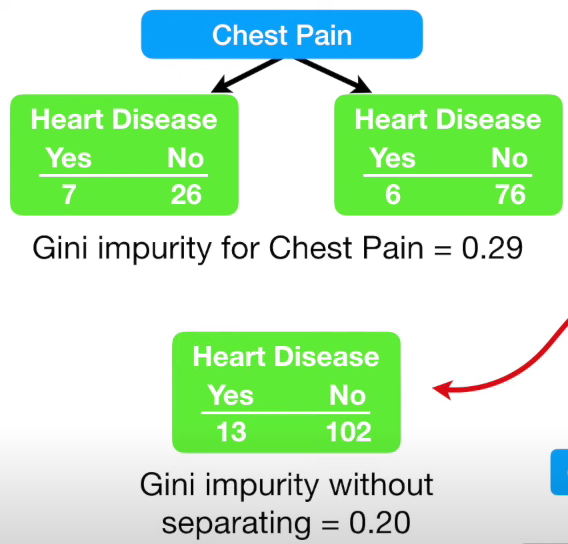 Chest Pain
Heart Disease
Yes No
7 26
Heart Disease
Yes No
6 76
Gini impurity for Chest Pain = 0.29
Heart Disease
Yes No
13 102
Gini impurity without
separating = 0.20